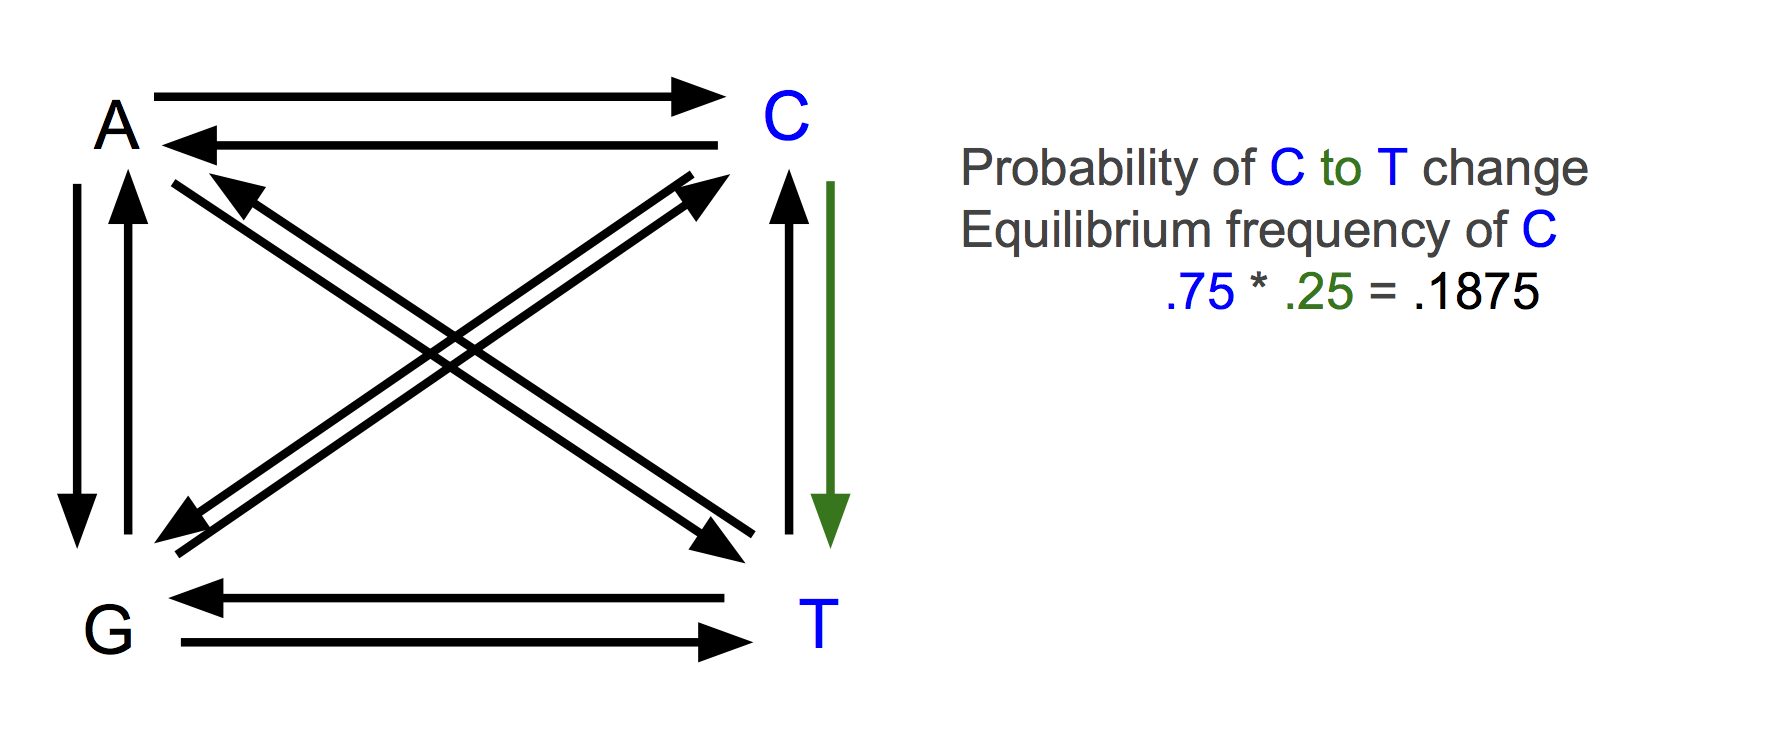 A
C
Probability of C to T change
Equilibrium frequency of C
.75 * .25 = .1875
G
T